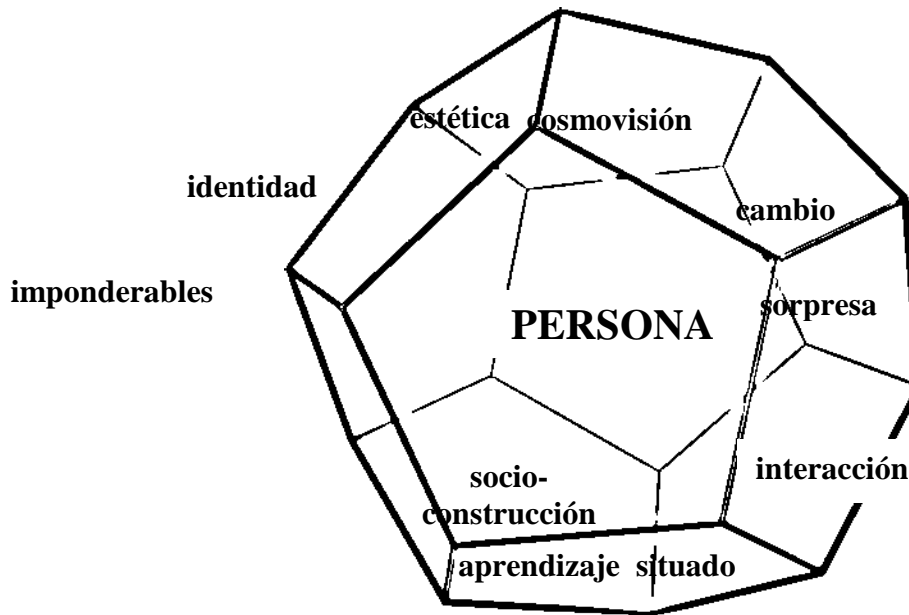 estética cosmovisión
identidad
cambio
imponderables
sorpresa
PERSONA
interacción
socio-
construcción
aprendizaje situado